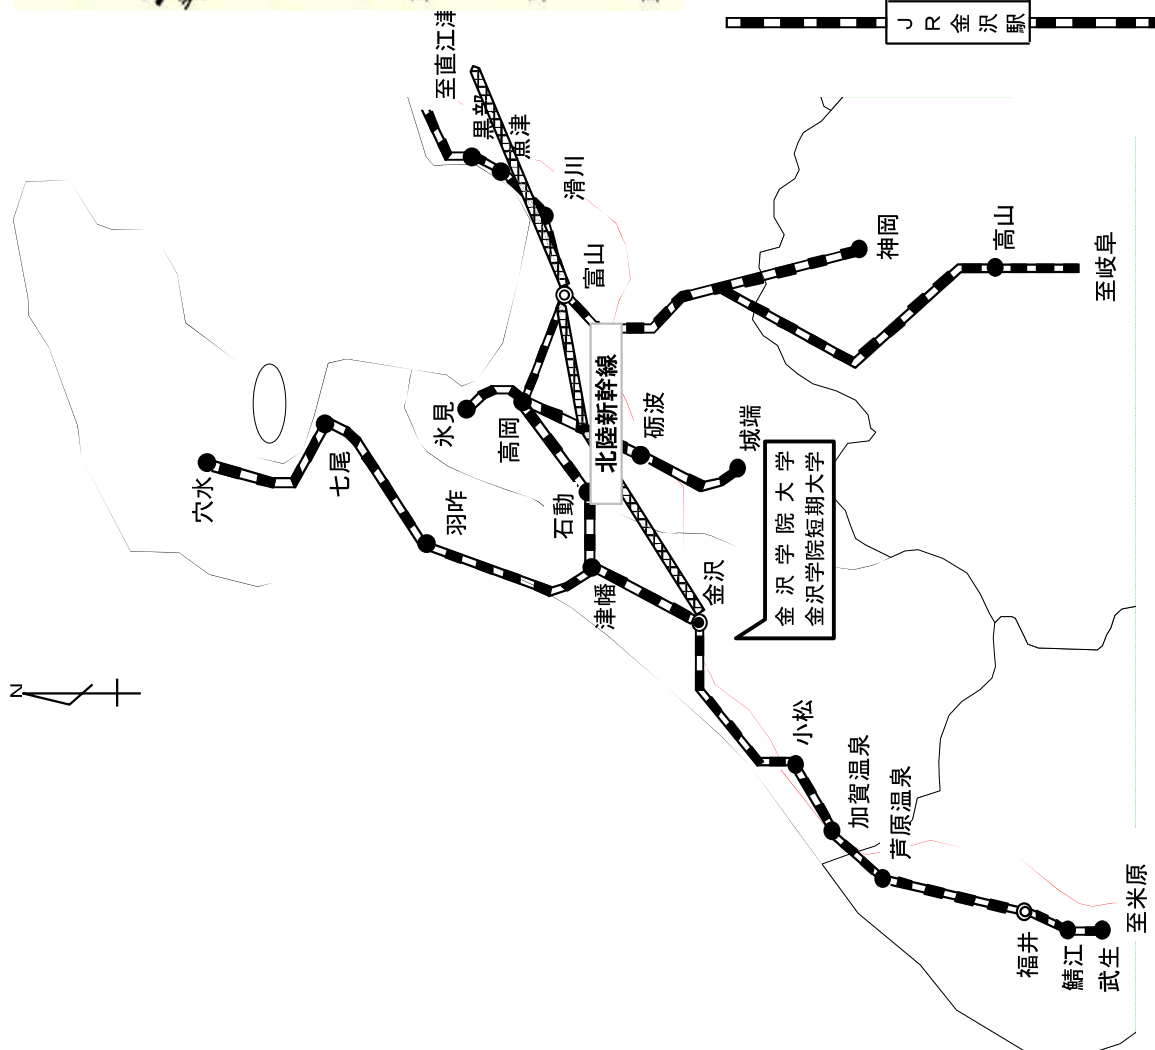 JR金沢駅
N
至直江津
黒部
魚津
滑川
富山
神岡
高山
至岐阜
北陸新幹線
氷見
高岡
砺波
城端
穴水
七尾
羽咋
石動
津幡
金沢
金沢学院大学
金沢学院短期大学
小松
加賀温泉
芦原温泉
福井
鯖江
武生
至米原